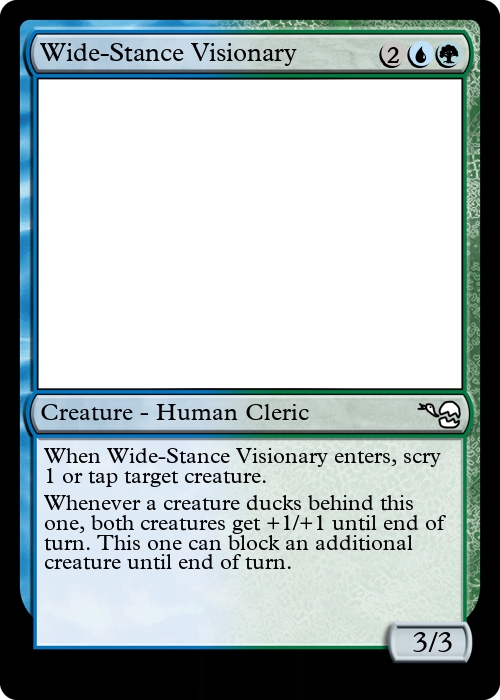 Wide-Stance Visionary 2
Creature - Human Cleric
When Wide-Stance Visionary enters, scry
1 or tap target creature.
Whenever a creature ducks behind this
one, both creatures get +1/+1 until end of
turn. This one can block an additional
creature until end of turn.
3/3